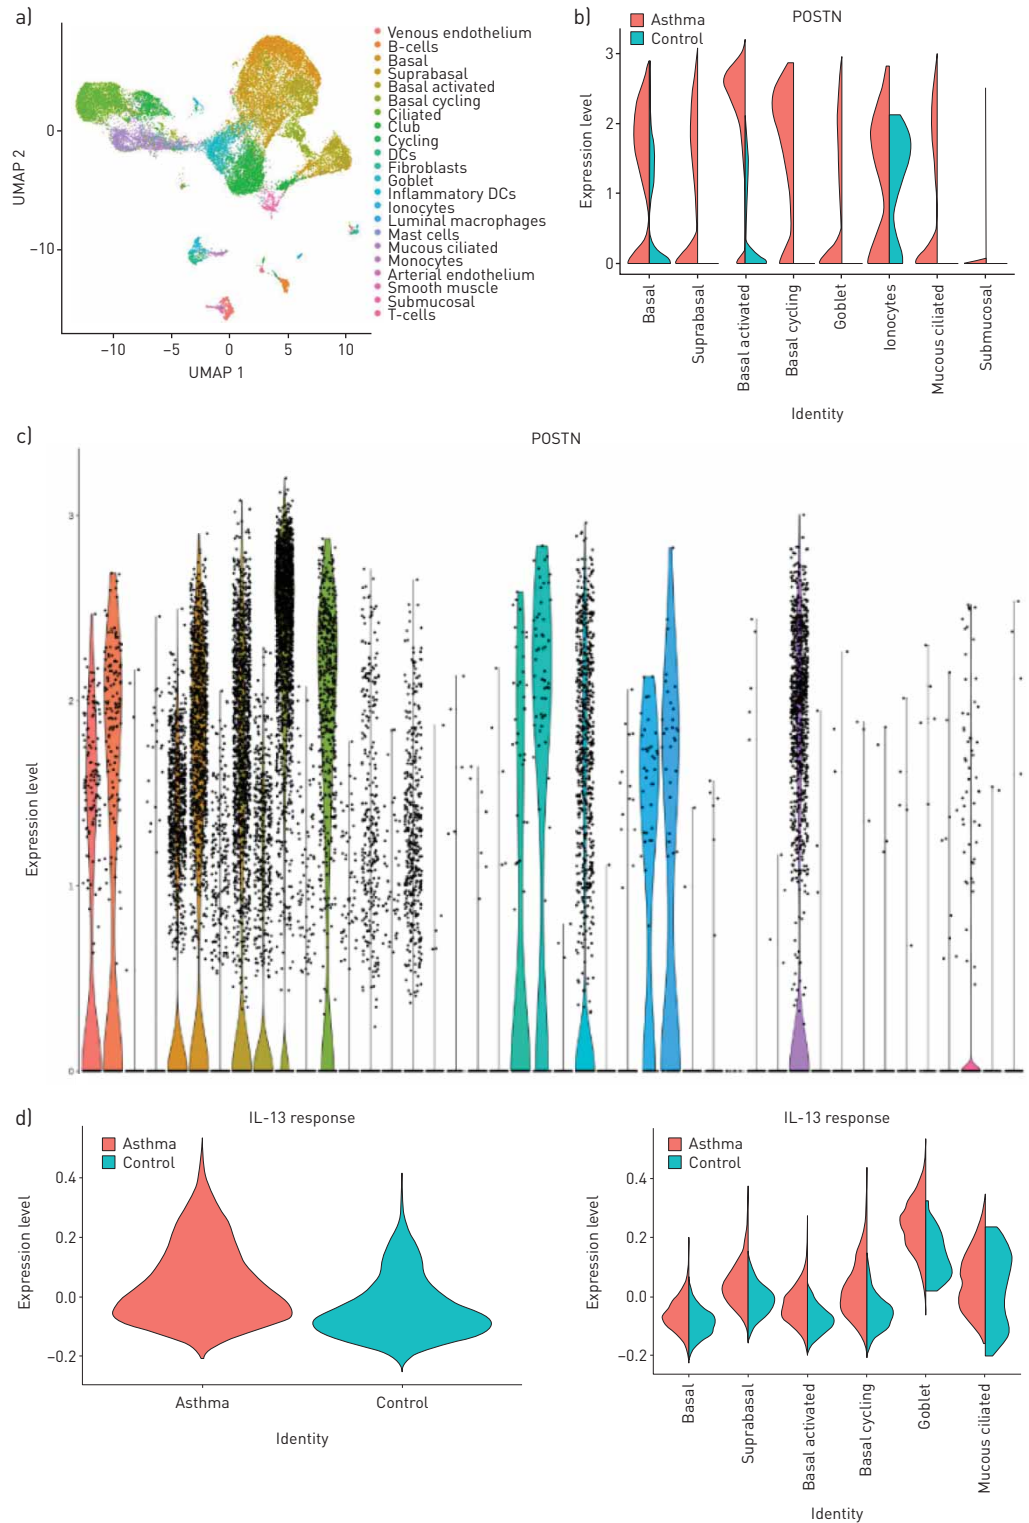 a)
UMAP 2
0
−10
−10
−5
0
5
10
UMAP 1
Venous endothelium
B-cells
Basal
Suprabasal
Basal activated
Basal cycling
Ciliated
Club
Cycling
DCs
Fibroblasts
Goblet
Inflammatory DCs
Ionocytes
Luminal macrophages
Mast cells
Mucous ciliated
Monocytes
Arterial endothelium
Smooth muscle
Submucosal
T-cells
b)
POSTN
Asthma
Control
Expression level
3
2
1
0
Basal
Suprabasal
Basal activated
Basal cycling
Goblet
Ionocytes
Mucous ciliated
Submucosal
Identity
c)
POSTN
Expression level
3
2
1
0
d)
IL-13 response
Asthma
Control
Expression level
0.4
0.2
0.0
−0.2
Asthma
Control
Identity
IL-13 response
Asthma
Control
Expression level
0.4
0.2
0.0
−0.2
Basal
Suprabasal
Basal activated
Basal cycling
Goblet
Mucous ciliated
Identity